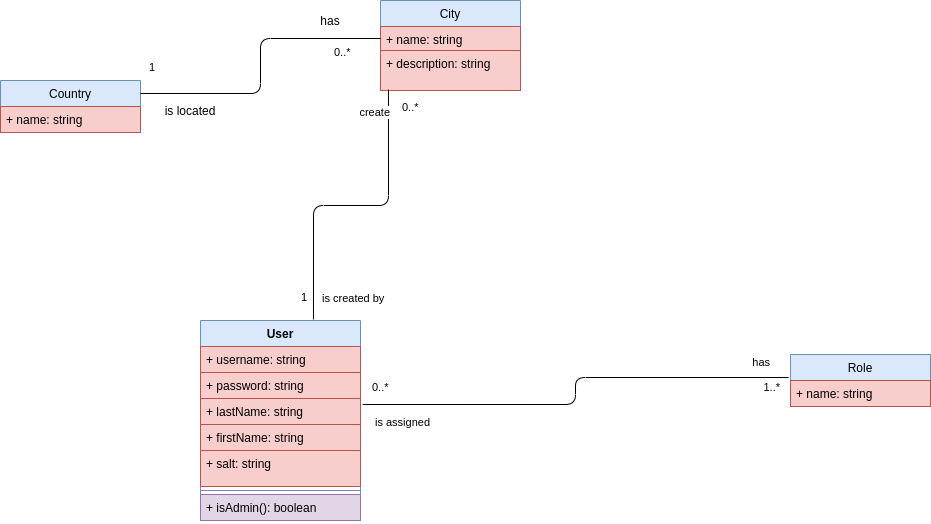 City
has
+ name: string
0..*
+ description: string
1
Country
is located
+ name: string
create
0..*
1
is created by
User
+ username: string
+ password: string
+ lastName: string
+ firstName: string
+ salt: string
+ isAdmin(): boolean
0..*
is assigned
has
1..*
Role
+ name: string